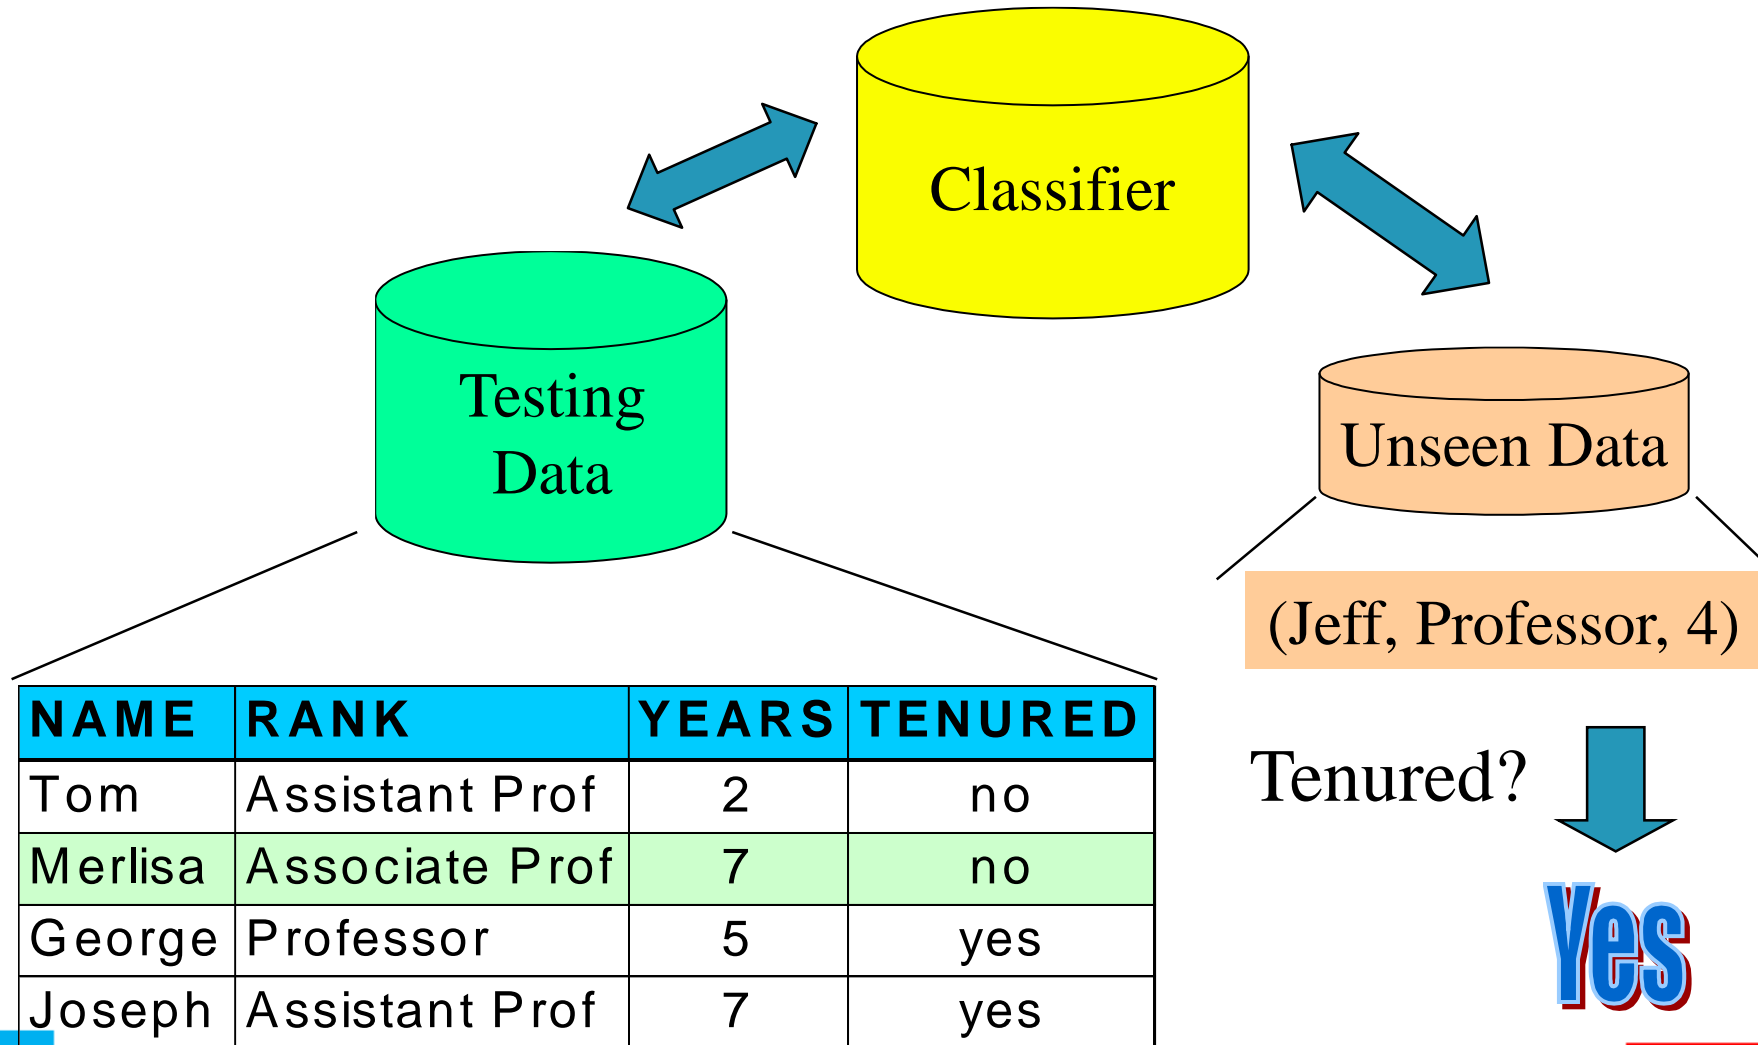 Classifier
Testing
Data
Unseen Data
(Jeff, Professor, 4)
NAME RANK YEARS TENURED
Tom Assistant Prof 2 no
Merlisa Associate Prof 7 no
George Professor 5 yes
Joseph Assistant Prof 7 yes
Tenured?
Yes